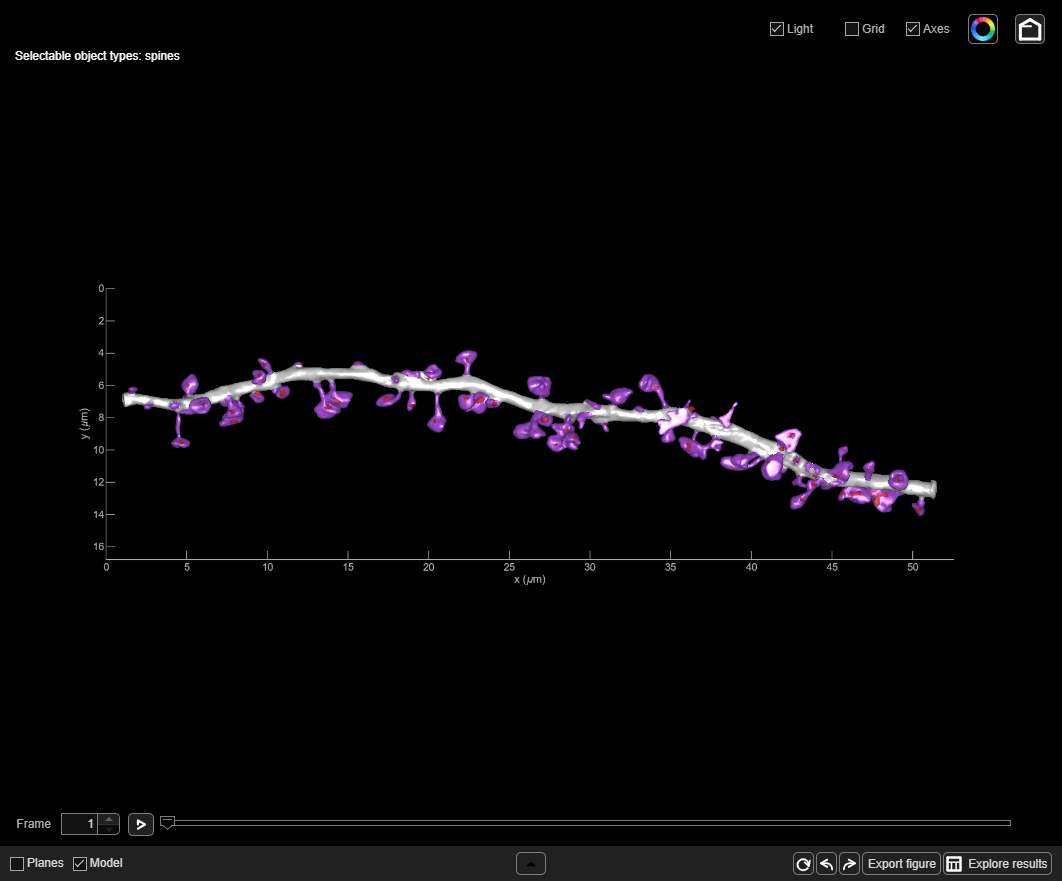 Light Grid Axes
Selectable object types: spines
0
2
4
6
8
10
12
14
16
y (μm)
0 5 10 15 20 25 30 35 40 45 50
x (μm)
Frame 1
Planes Model Export figure Explore results